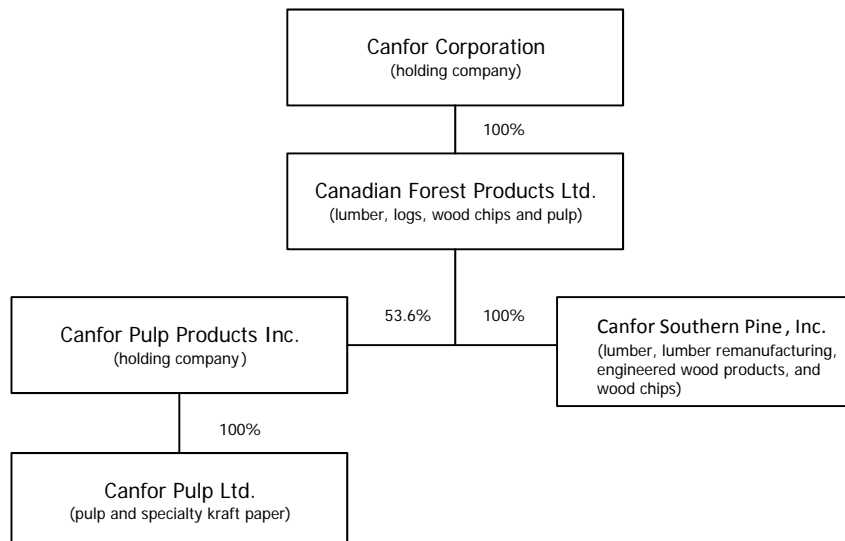 Canfor Corporation
(holding company)
100%
Canadian Forest Products Ltd.
(lumber, logs, wood chips and pulp)
53.6%
100%
Canfor Pulp Products Inc.
(holding company)
Canfor Southern Pine, Inc.
(lumber, lumber remanufacturing,
engineered wood products, and
wood chips)
100%
Canfor Pulp Ltd.
(pulp and specialty kraft paper)